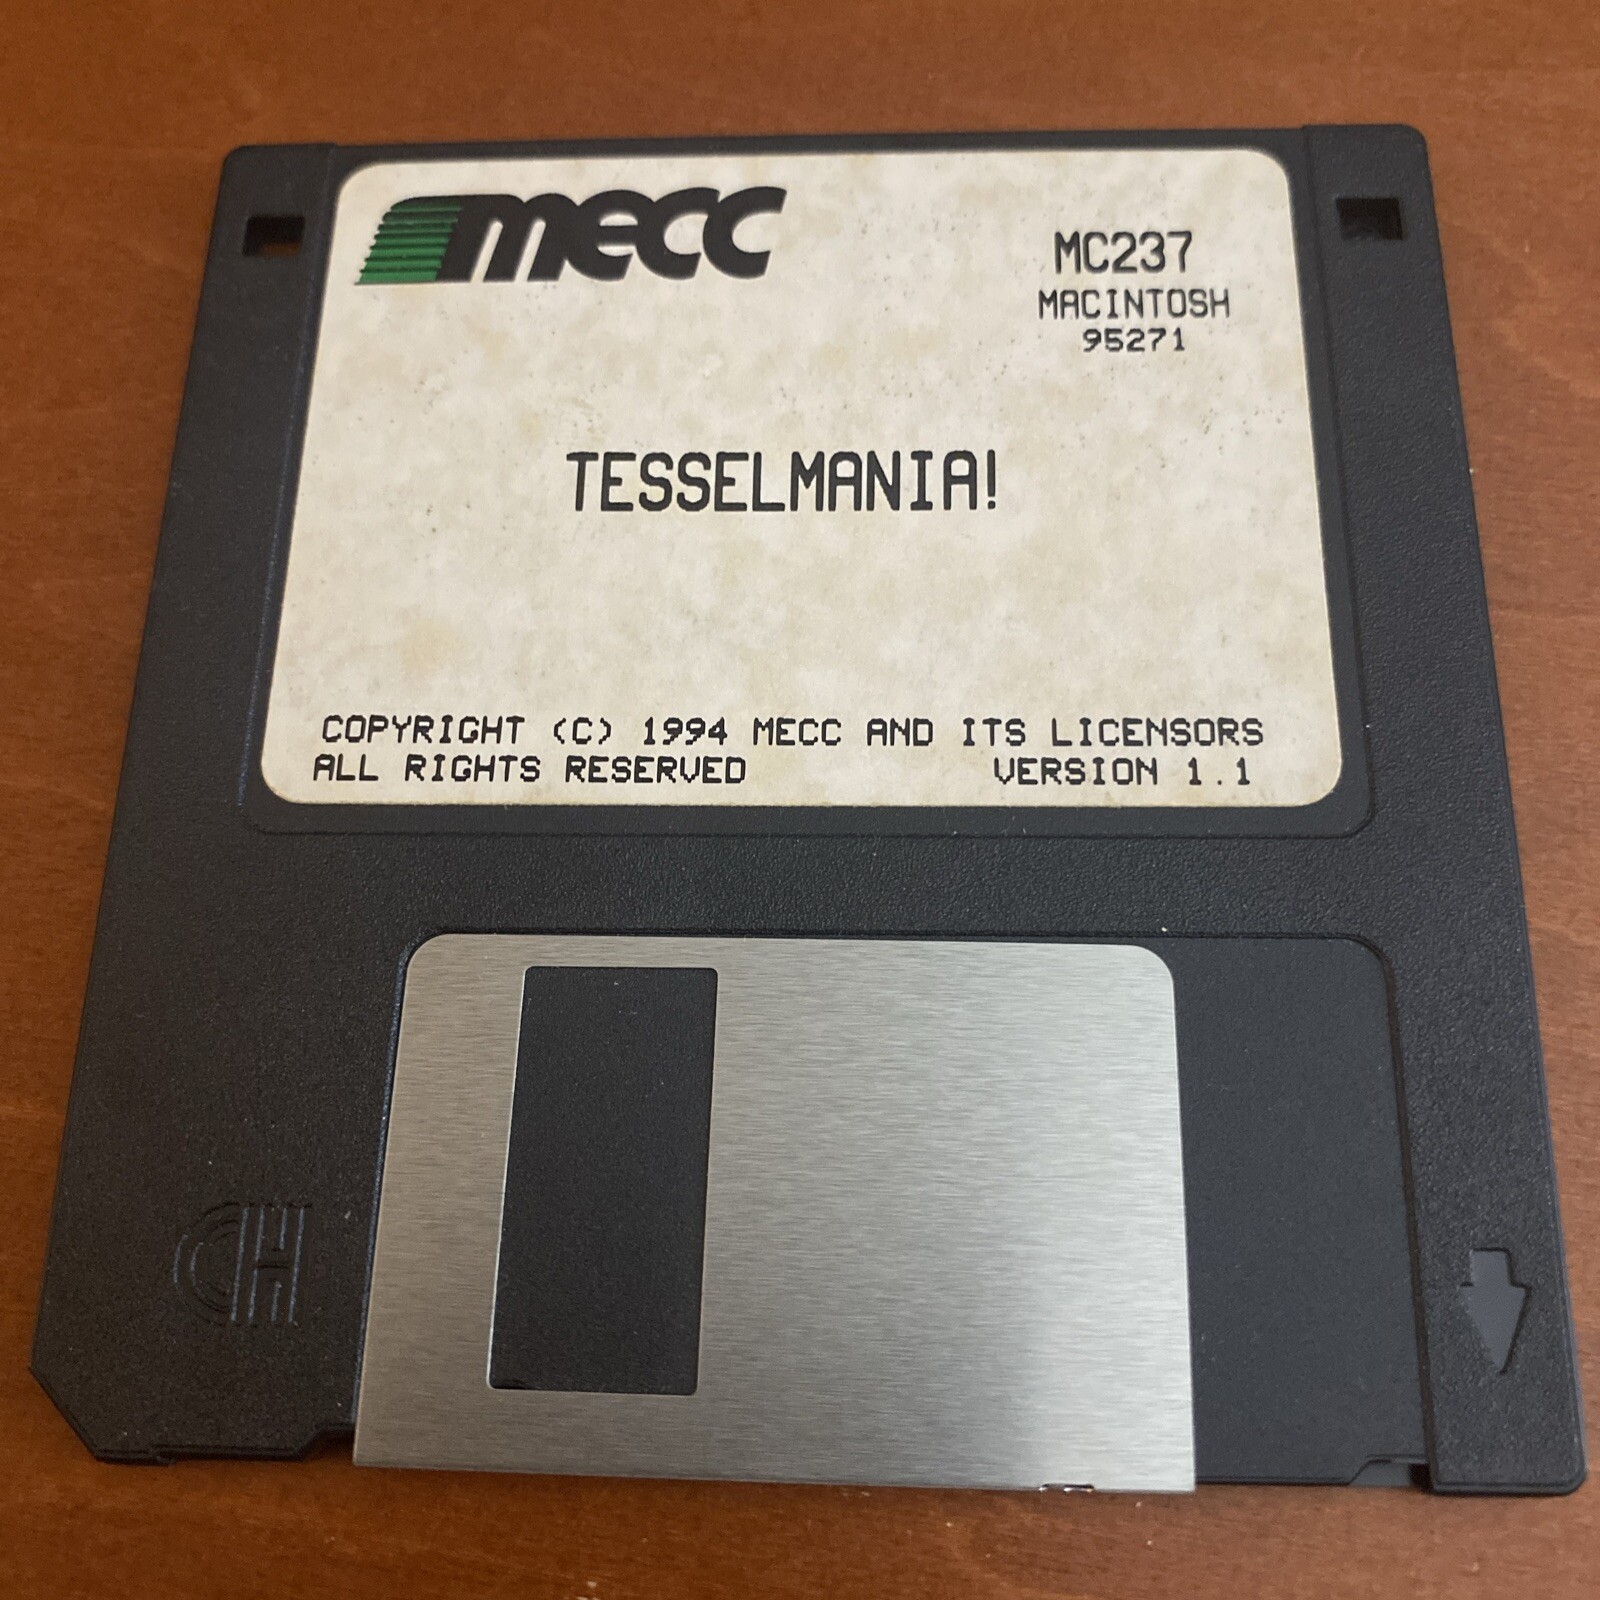 mecc
MC237
MACINTOSH
95271
TESSELMANIA!
COPYRIGHT (C) 1994 MECC AND ITS LICENSORS
ALL RIGHTS RESERVED VERSION 1.1